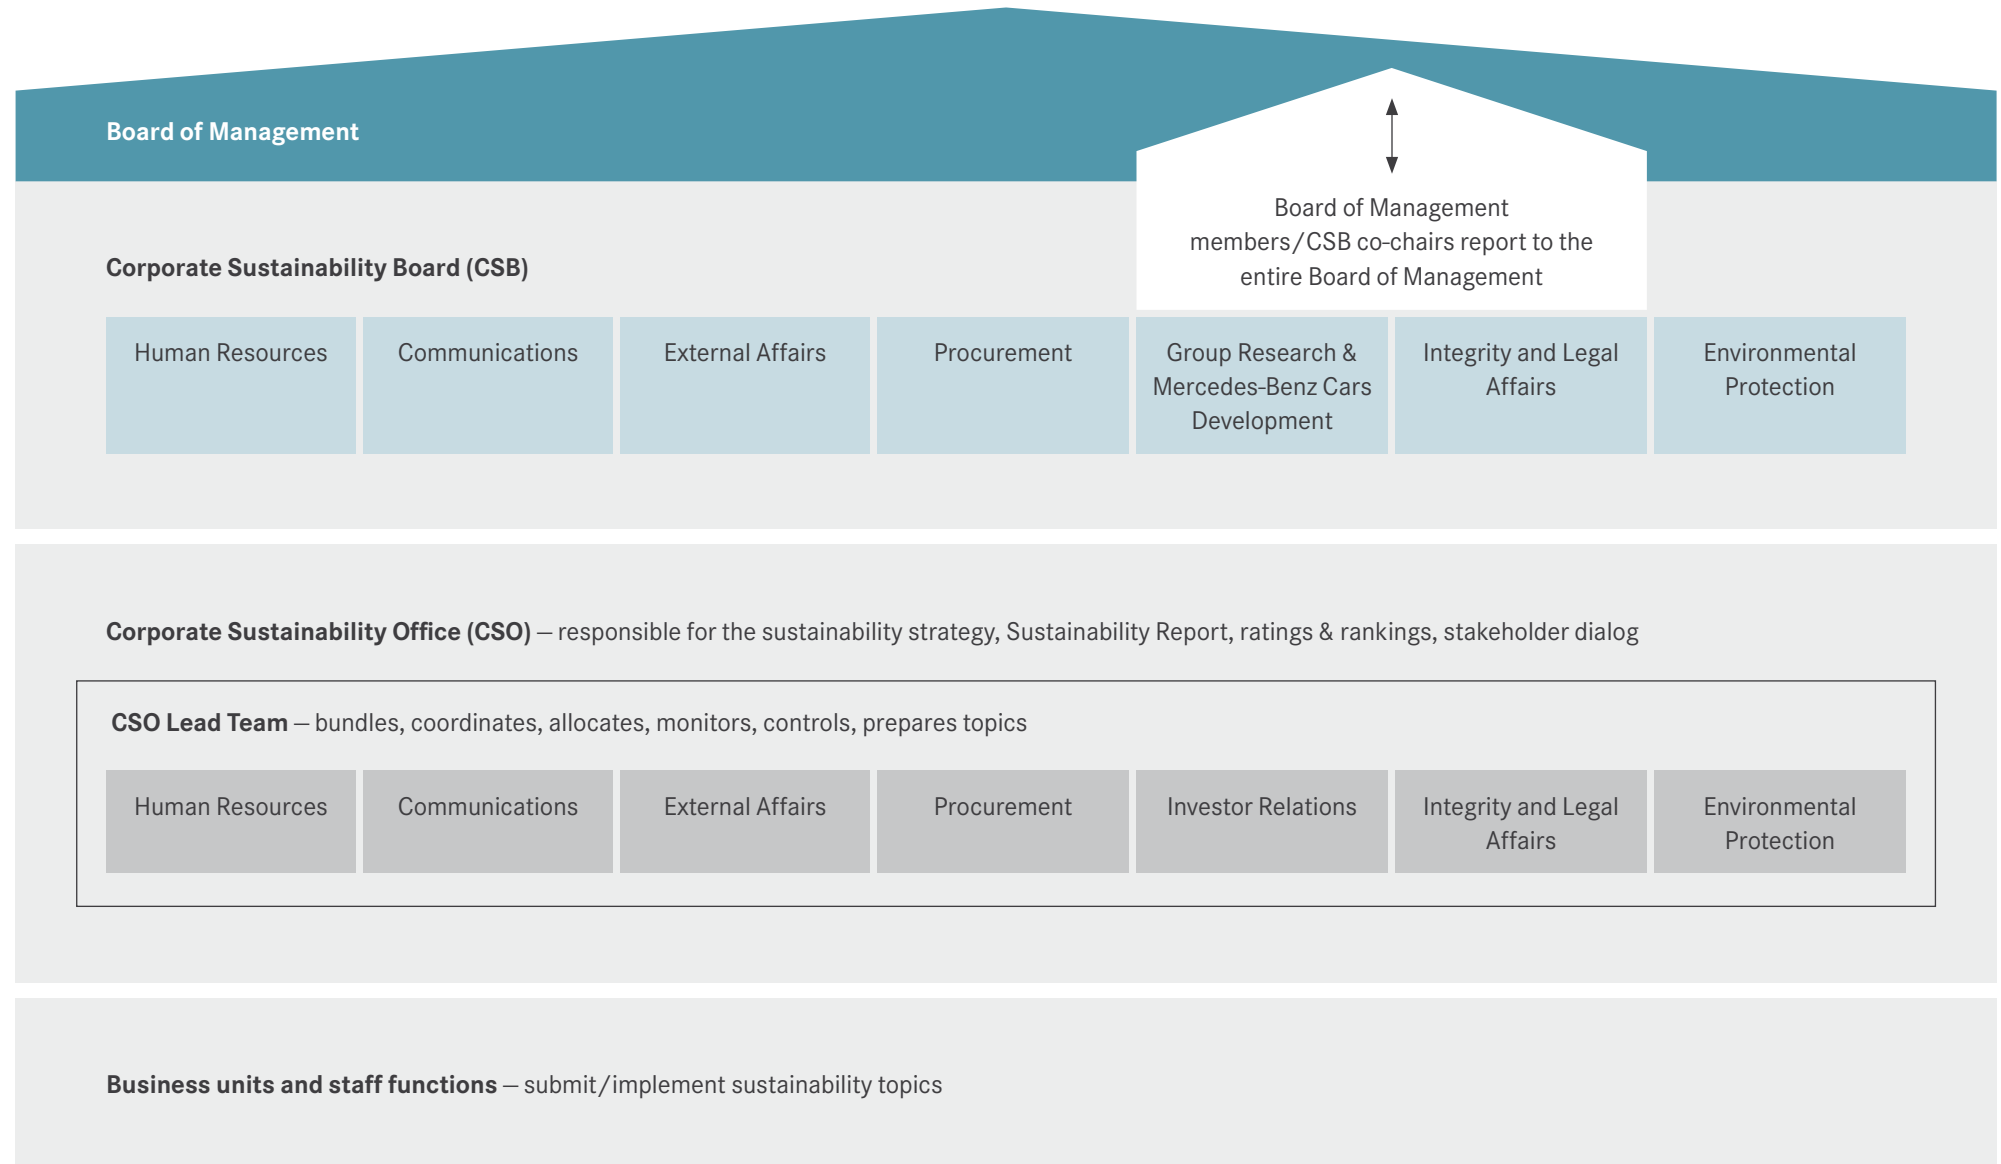 Board of Management
Board of Management
members/CSB co-chairs report to the
entire Board of Management
Corporate Sustainability Board (CSB)
Human Resources
Communications
External Affairs
Procurement
Group Research &
Mercedes-Benz Cars
Development
Integrity and Legal
Affairs
Environmental
Protection
Corporate Sustainability Office (CSO) – responsible for the sustainability strategy, Sustainability Report, ratings & rankings, stakeholder dialog
CSO Lead Team – bundles, coordinates, allocates, monitors, controls, prepares topics
Human Resources
Communications
External Affairs
Procurement
Investor Relations
Integrity and Legal
Affairs
Environmental
Protection
Business units and staff functions – submit/implement sustainability topics